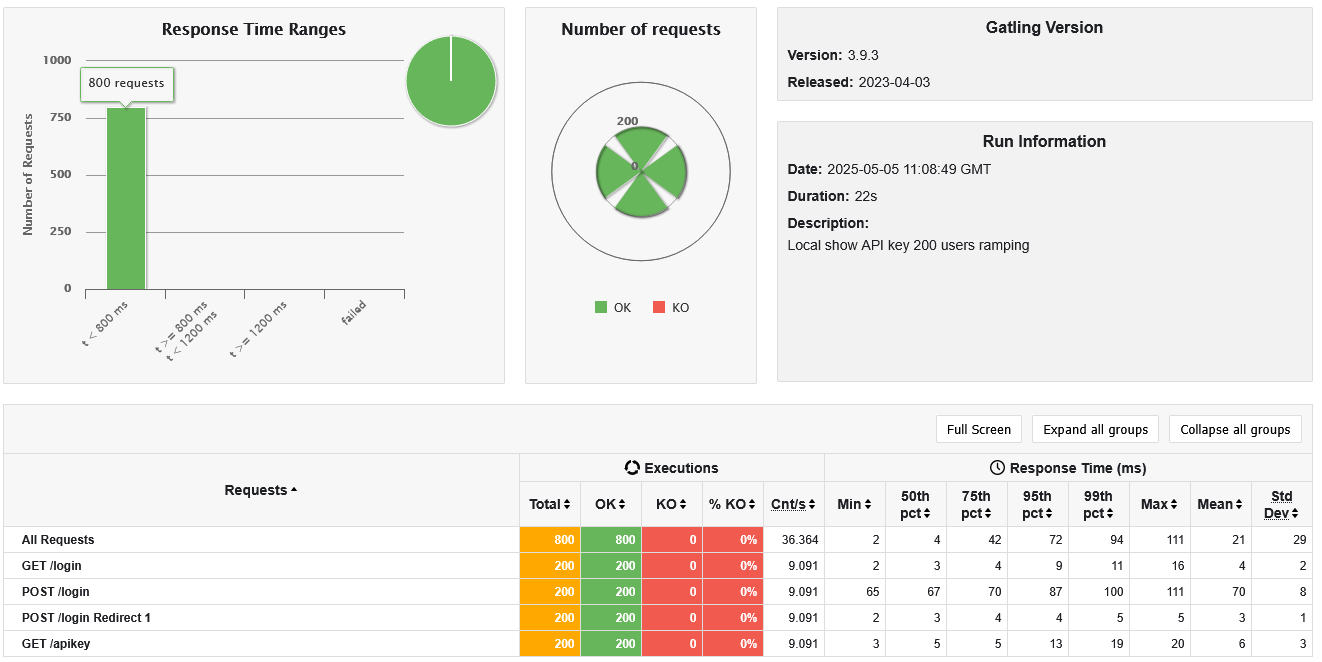 Response Time Ranges
1000
800 requests
750
500
250
0
Number of Requests
t < 800 ms
t >= 800 ms
t < 1200 ms
t >= 1200 ms
failed
Number of requests
200
0
OK KO
Gatling Version
Version: 3.9.3
Released: 2023-04-03
Run Information
Date: 2025-05-05 11:08:49 GMT
Duration: 22s
Description:
Local show API key 200 users ramping
Full Screen Expand all groups Collapse all groups
Requests
Executions Response Time (ms)
Total OK KO % KO Cnt/s Min 50th pct 75th pct 95th pct 99th pct Max Mean Std Dev
All Requests 800 800 0 0% 36.364 2 4 42 72 94 111 21 29
GET /login 200 200 0 0% 9.091 2 3 4 9 11 16 4 2
POST /login 200 200 0 0% 9.091 65 67 70 87 100 111 70 8
POST /login Redirect 1 200 200 0 0% 9.091 2 3 4 4 5 5 3 1
GET /apikey 200 200 0 0% 9.091 3 5 5 13 19 20 6 3